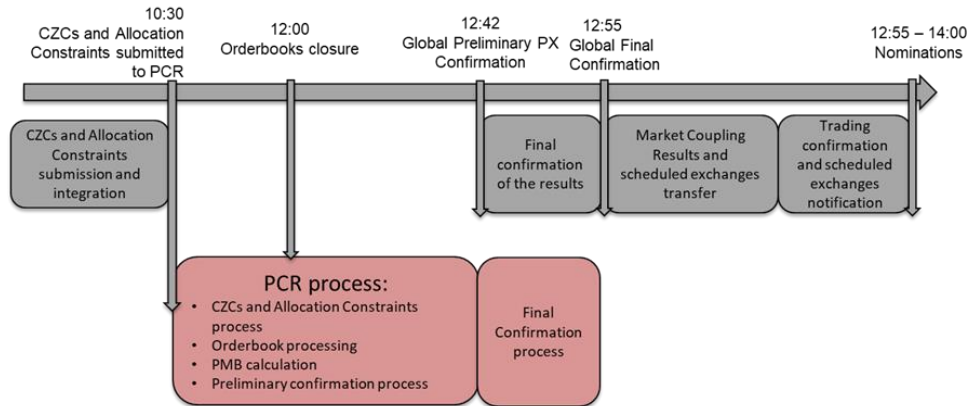 10:30
CZCs and Allocation
Constraints submitted
to PCR
12:00
Orderbooks closure
12:42
Global Preliminary PX
Confirmation
12:55
Global Final
Confirmation
12:55 – 14:00
Nominations
CZCs and Allocation
Constraints
submission and
integration
Final
confirmation
of the results
Market Coupling
Results and
scheduled exchanges
transfer
Trading
confirmation
and scheduled
exchanges
notification
PCR process:
• CZCs and Allocation Constraints
process
• Orderbook processing
• PMB calculation
• Preliminary confirmation process
Final
Confirmation
process